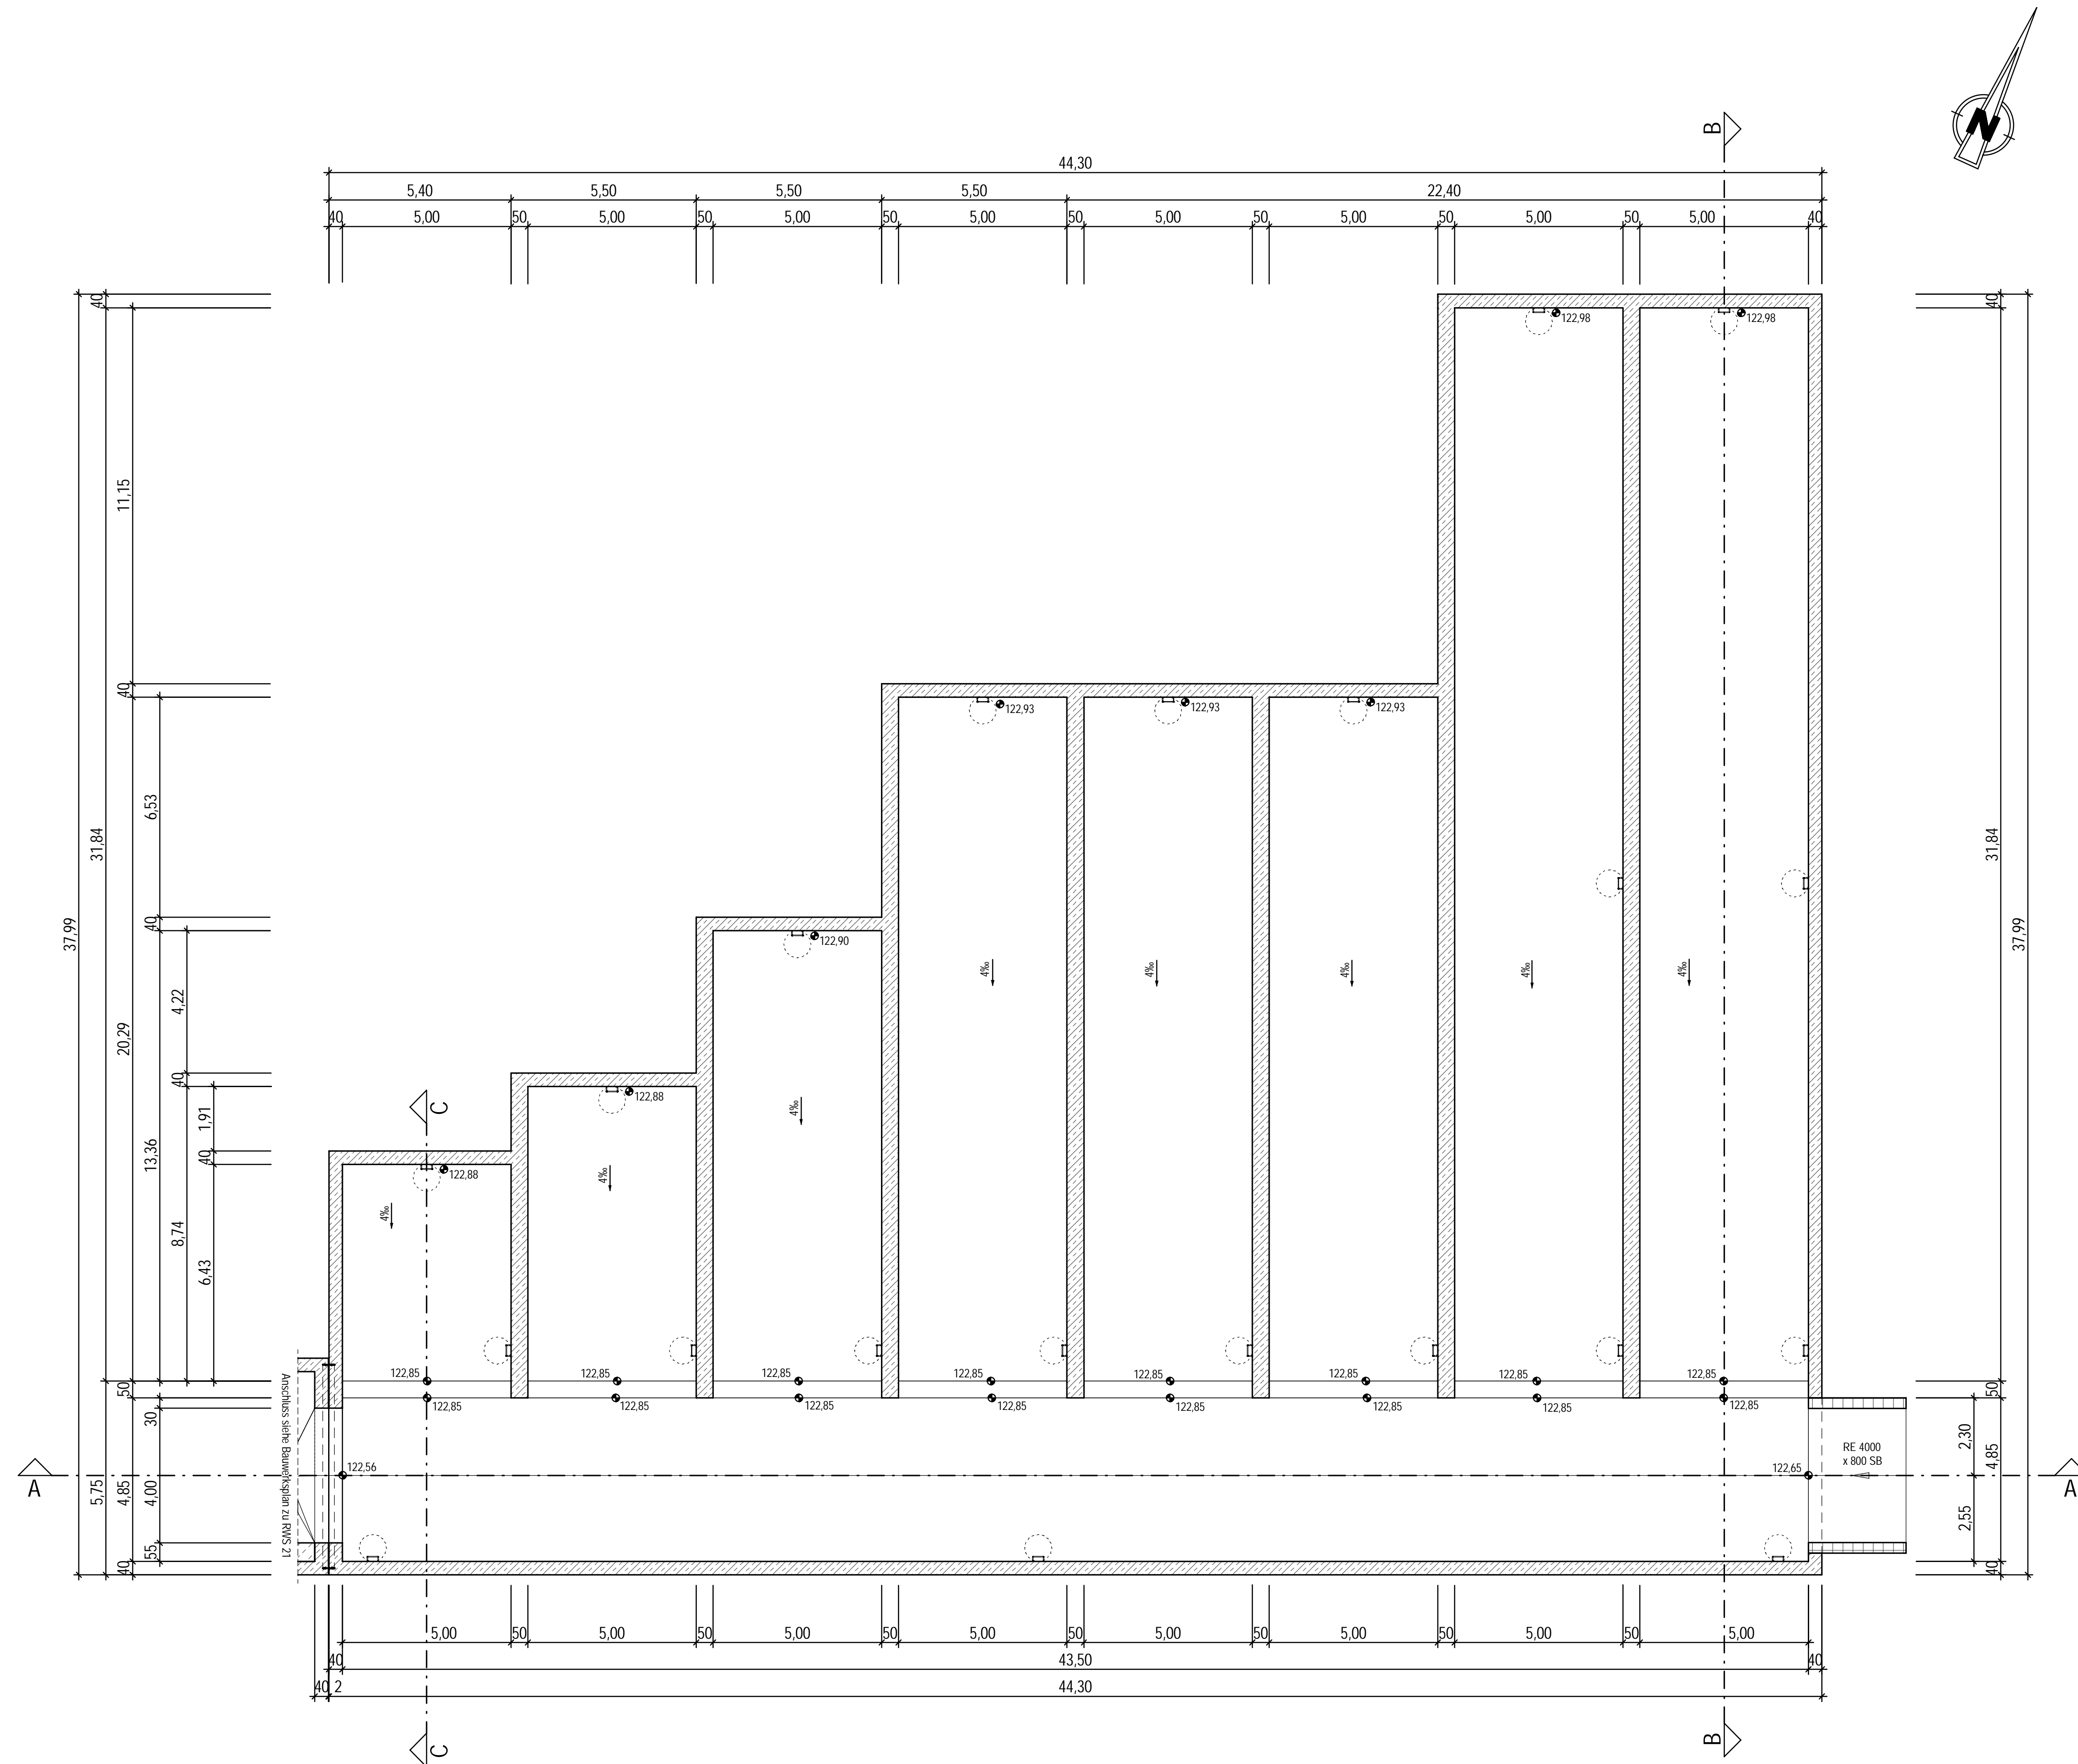 N
B
44,30
5,40 5,50 5,50 5,50 22,40
40 5,00 50 5,00 50 5,00 50 5,00 50 5,00 50 5,00 50 5,00 50 5,00 40
40
11,15
40
6,53
31,84
37,99
40
4,22
20,29
40
1,91
13,36
40
8,74
6,43
50
30
5,75
4,85
4,00
55
40
122,98
122,98
122,93
122,93
122,93
122,90
122,88
122,88
4‰
4‰
4‰
4‰
4‰
4‰
4‰
4‰
C
122,85 122,85 122,85 122,85 122,85 122,85 122,85 122,85
122,85 122,85 122,85 122,85 122,85 122,85 122,85 122,85
Anschluss siehe Bauwerksplan zu RWS 21
122,56
122,65
RE 4000
x 800 SB
A
A
40
31,84
37,99
50
2,30
4,85
2,55
40
5,00 50 5,00 50 5,00 50 5,00 50 5,00 50 5,00 50 5,00 50 5,00
40 43,50 40
40 2 44,30
C
B